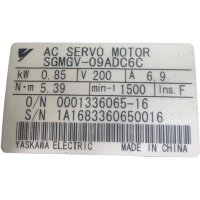 AC SERVO MOTOR
SGMGV-09ADC6C
kW 0.85 V 200 A 6.9
N·m 5.39 min-1 1500 Ins. F
O/N 0001336065-16
S/N 1A1683360650016
YASKAWA ELECTRIC MADE IN CHINA